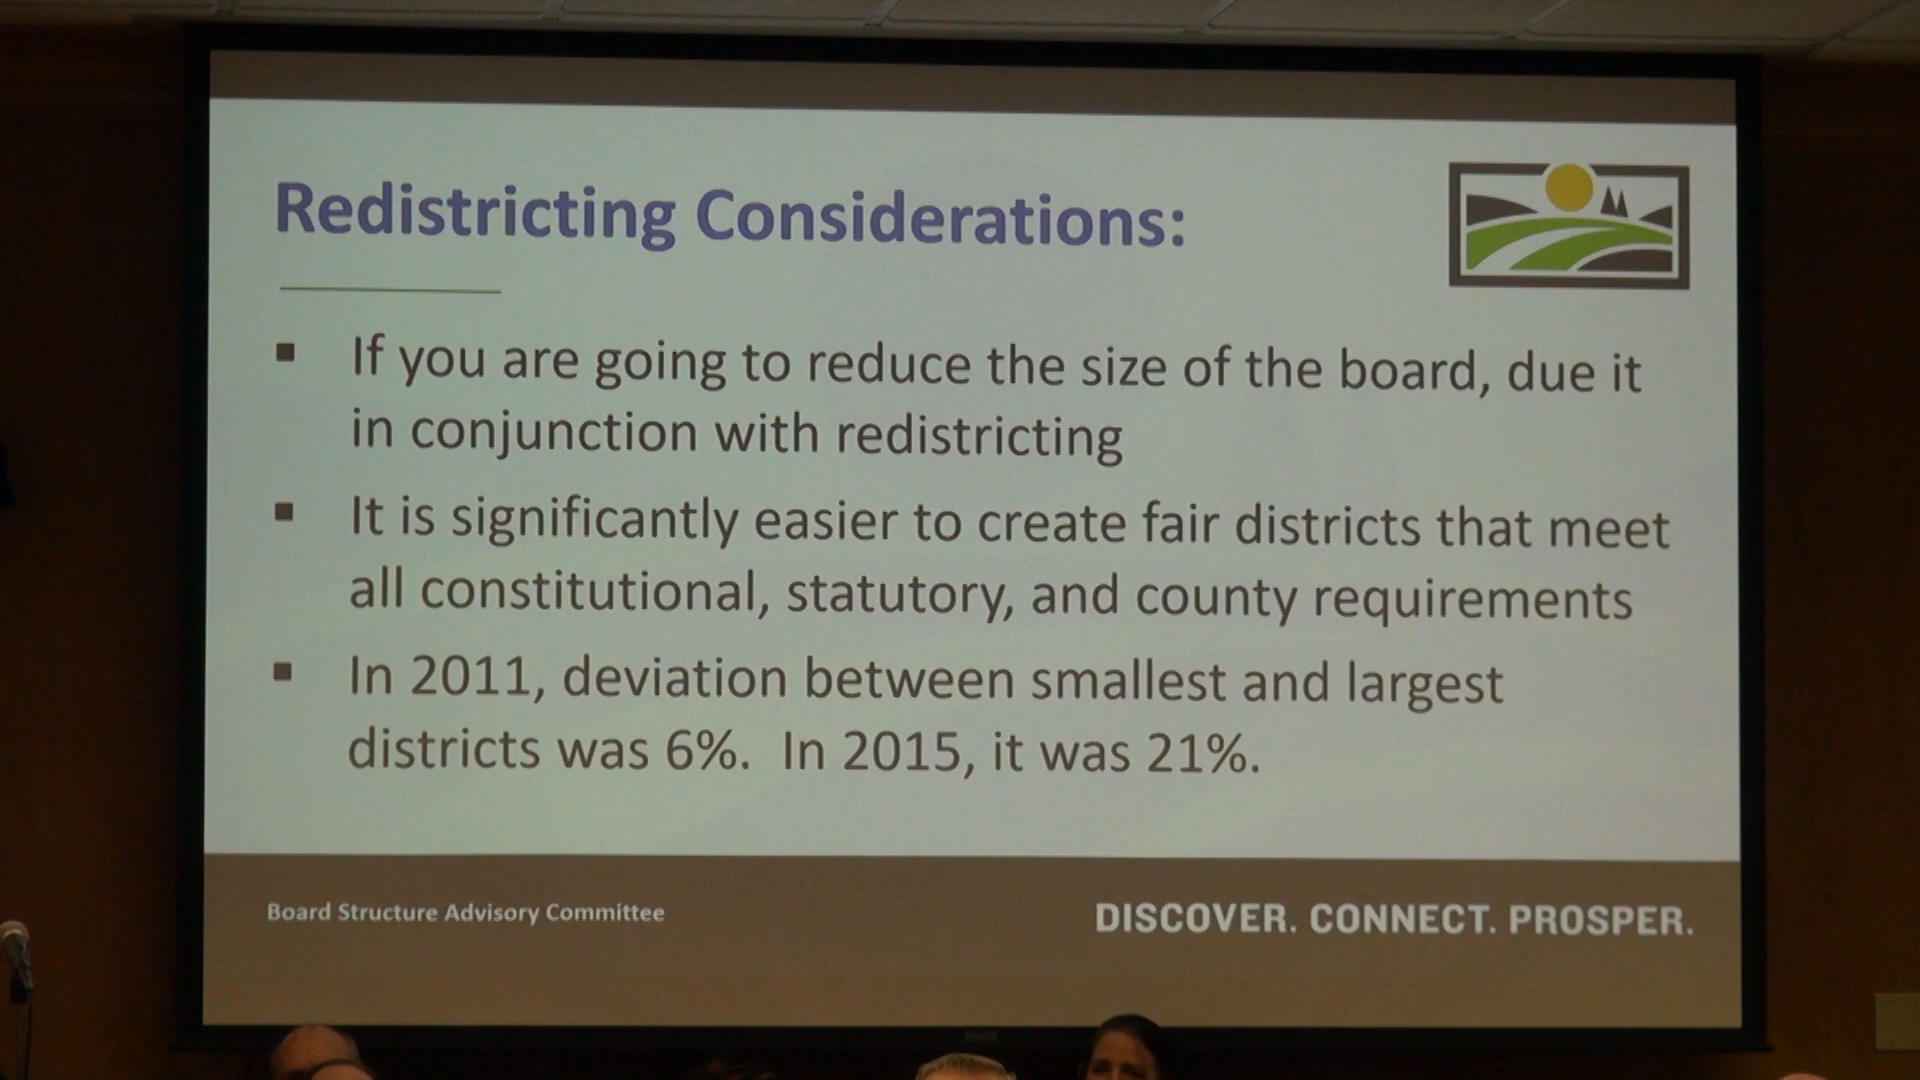 Redistricting Considerations:
▪ If you are going to reduce the size of the board, due it
in conjunction with redistricting
▪ It is significantly easier to create fair districts that meet
all constitutional, statutory, and county requirements
▪ In 2011, deviation between smallest and largest
districts was 6%. In 2015, it was 21%.
Board Structure Advisory Committee
DISCOVER. CONNECT. PROSPER.